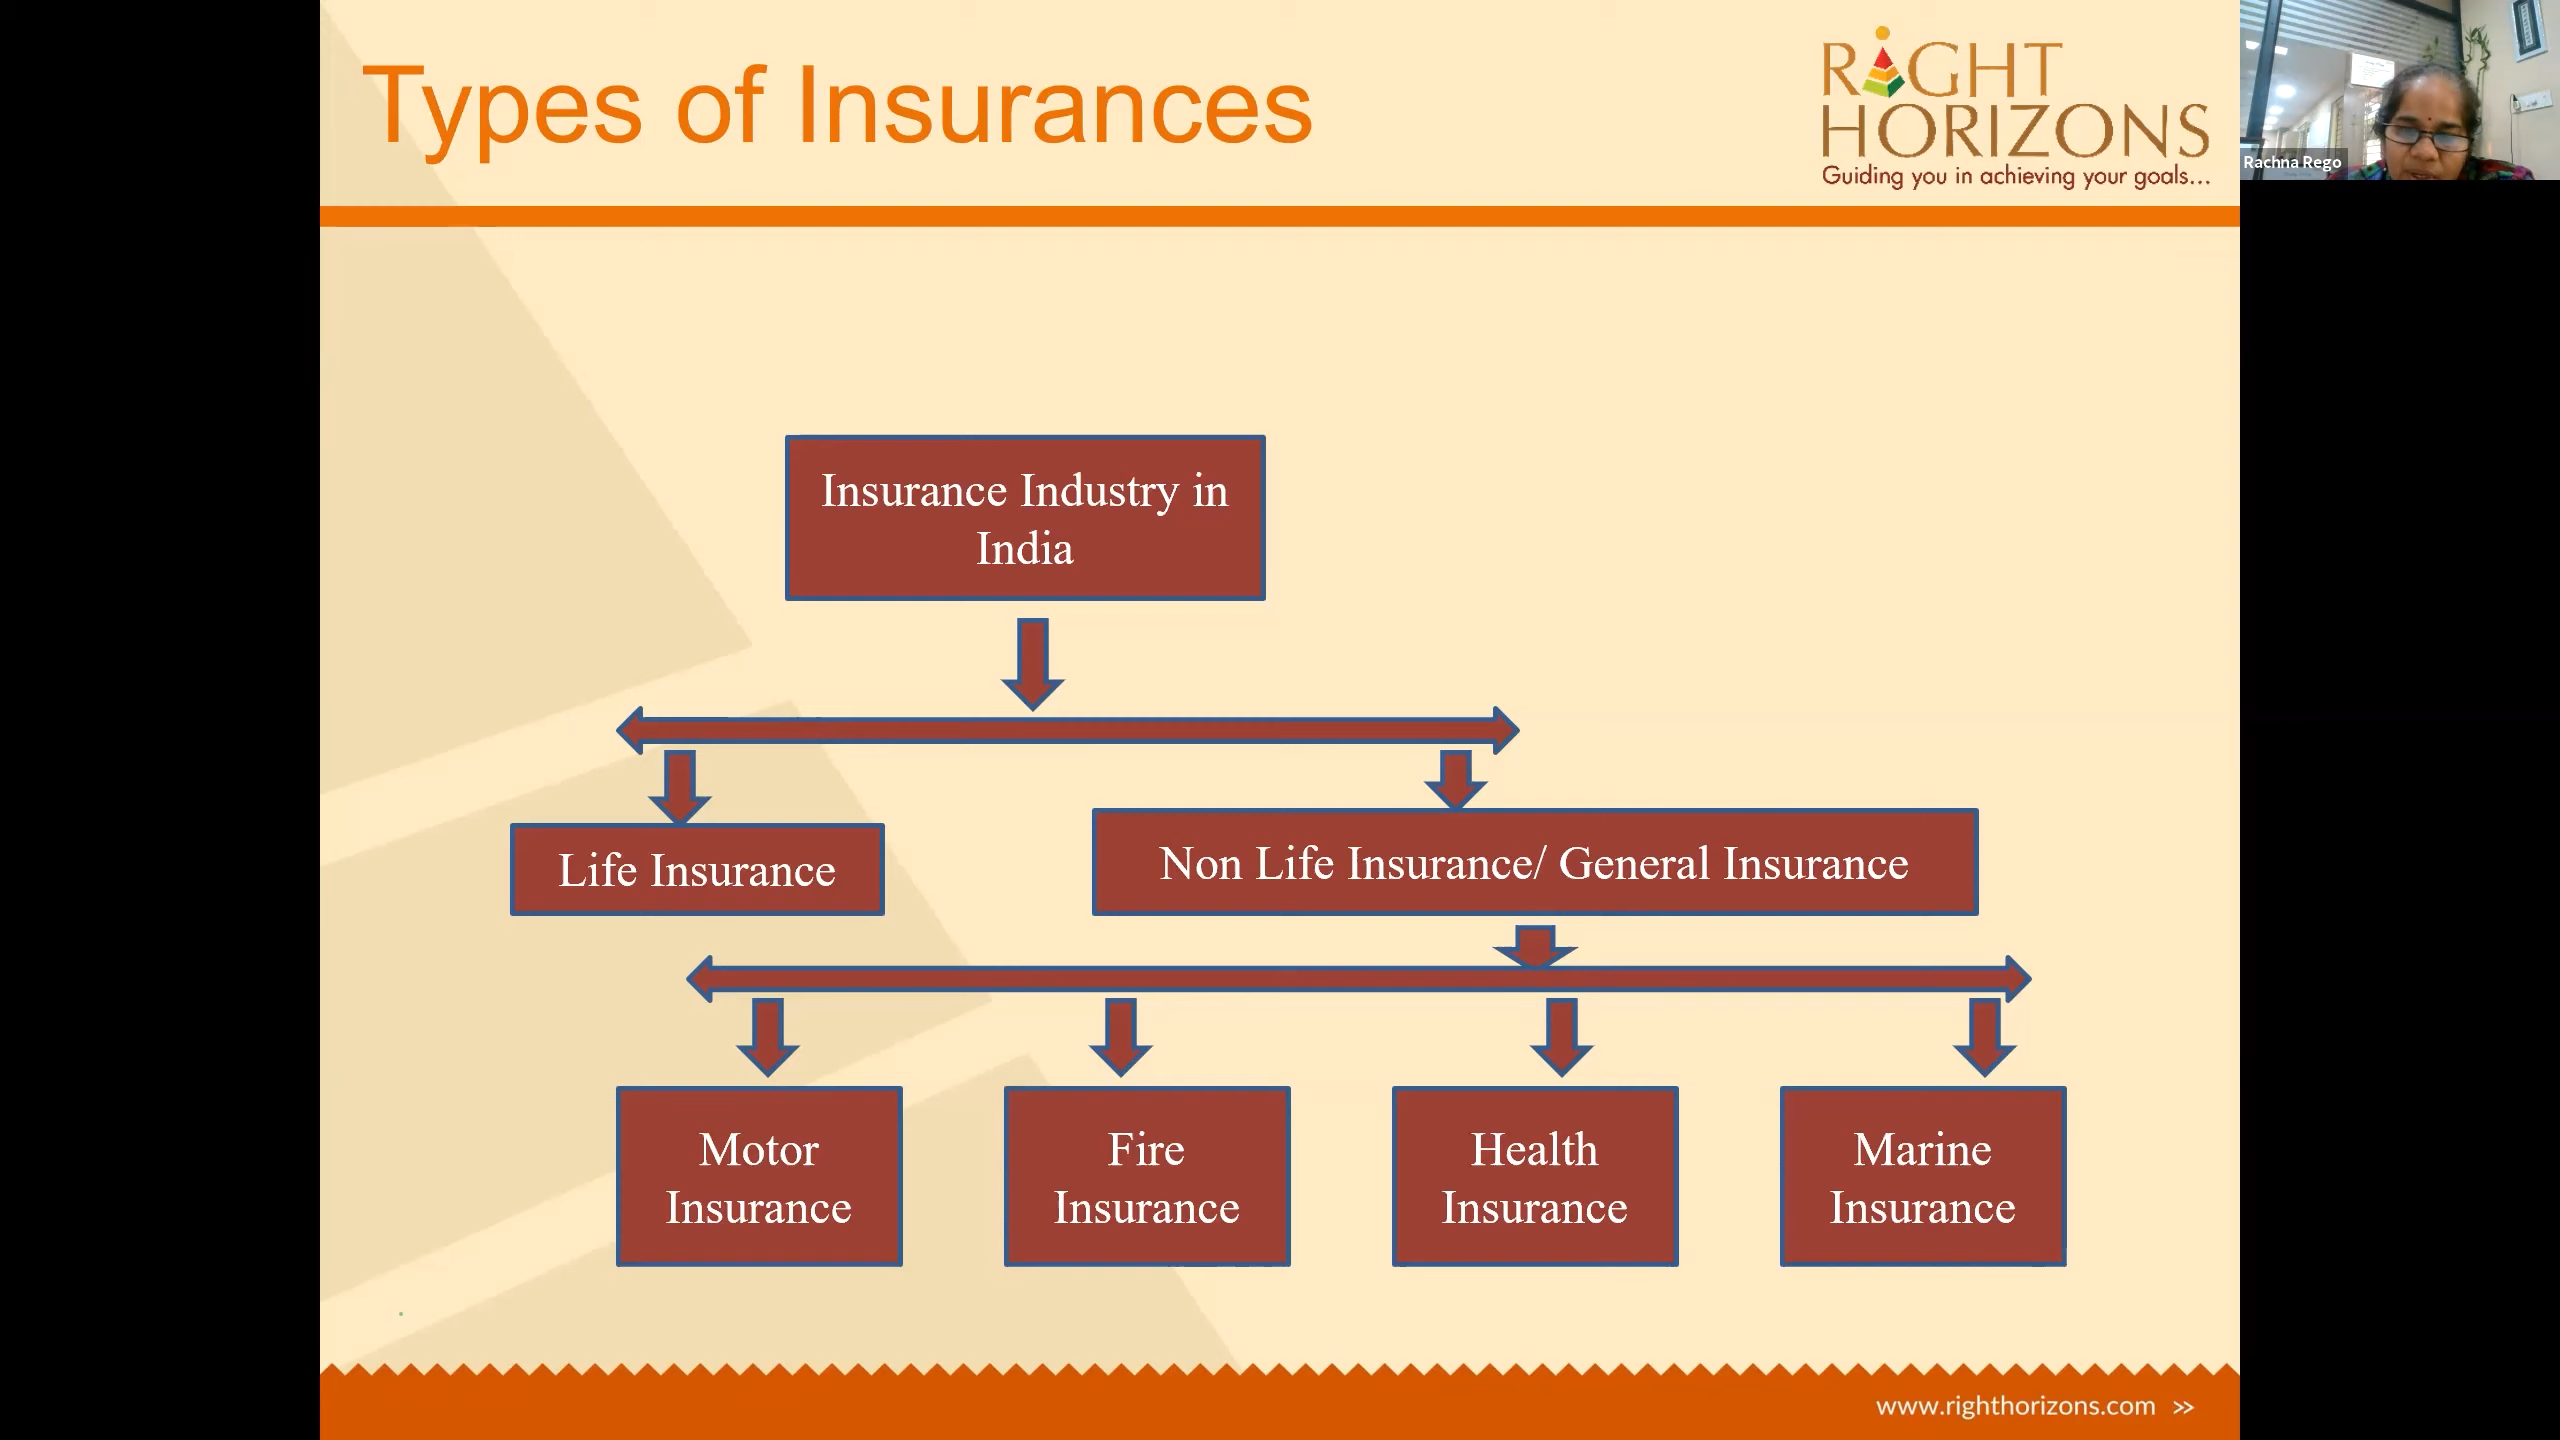 Types of Insurances
RIGHT
HORIZONS
Guiding you in achieving your goals...
Rachna Rego
Insurance Industry in
India
Life Insurance
Non Life Insurance/ General Insurance
Motor
Insurance
Fire
Insurance
Health
Insurance
Marine
Insurance
www.righthorizons.com >>